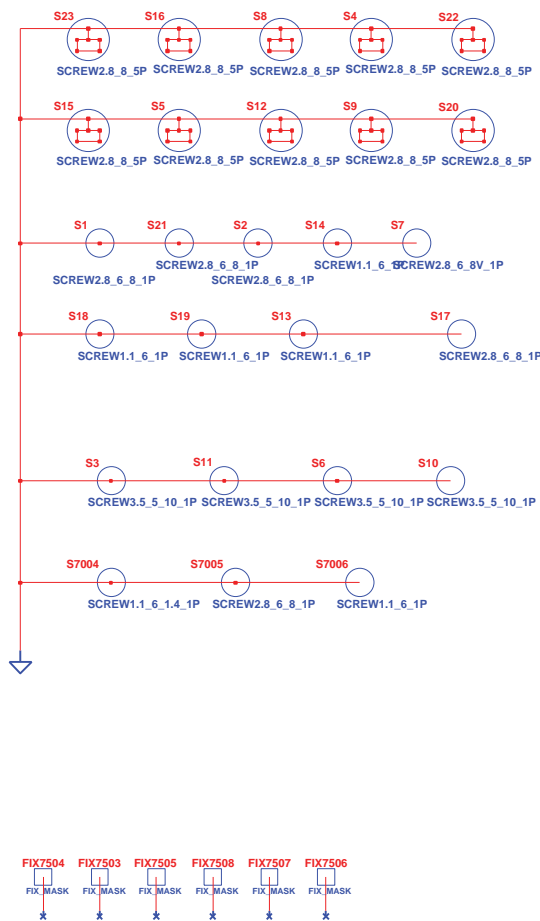 S23 S16 S8 S4 S22
SCREW2.8_8_5P SCREW2.8_8_5P SCREW2.8_8_5P SCREW2.8_8_5P SCREW2.8_8_5P
S15 S5 S12 S9 S20
SCREW2.8_8_5P SCREW2.8_8_5P SCREW2.8_8_5P SCREW2.8_8_5P SCREW2.8_8_5P
S1 S21 S2 S14 S7
SCREW2.8_6_8_1P SCREW2.8_6_8_1P SCREW2.8_6_8_1P SCREW1.1_6_1P SCREW2.8_6_8V_1P
S18 S19 S13 S17
SCREW1.1_6_1P SCREW1.1_6_1P SCREW1.1_6_1P SCREW2.8_6_8_1P
S3 S11 S6 S10
SCREW3.5_5_10_1P SCREW3.5_5_10_1P SCREW3.5_5_10_1P SCREW3.5_5_10_1P
S7004 S7005 S7006
SCREW1.1_6_1.4_1P SCREW2.8_6_8_1P SCREW1.1_6_1P
FIX7504 FIX7503 FIX7505 FIX7508 FIX7507 FIX7506
FIX_MASK FIX_MASK FIX_MASK FIX_MASK FIX_MASK FIX_MASK